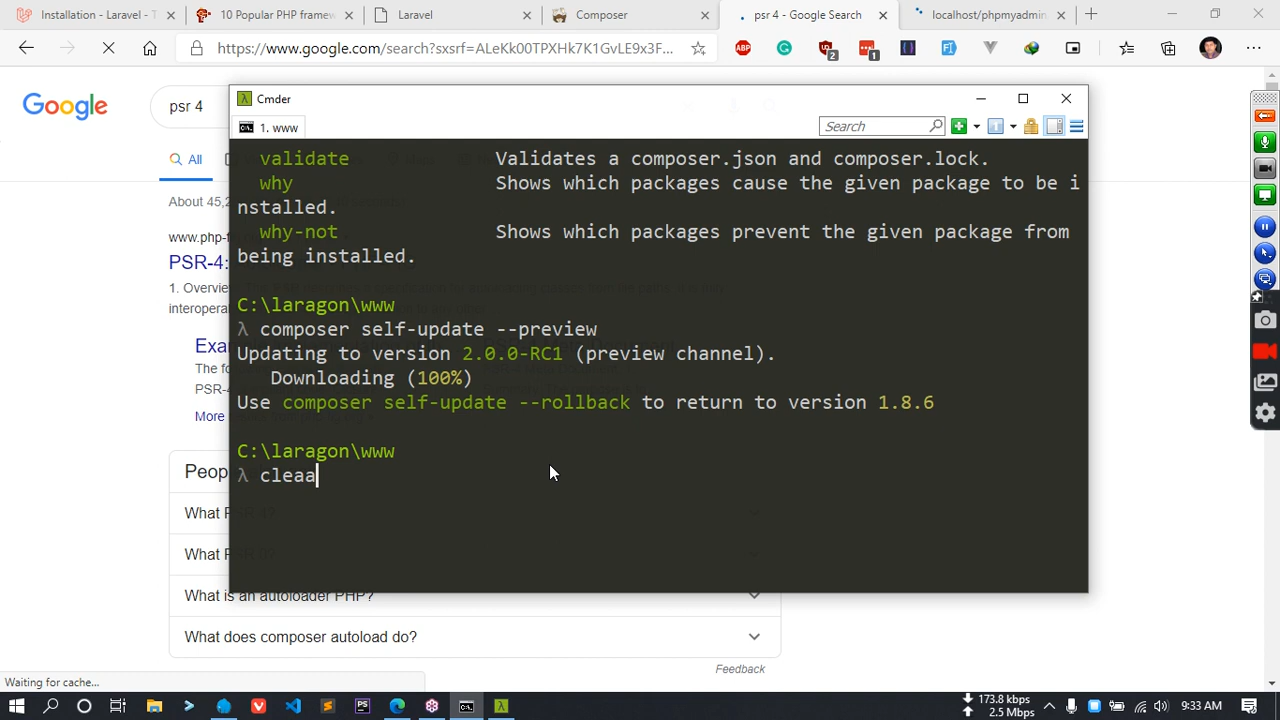 Installation - Laravel - T
10 Popular PHP framew
Laravel
Composer
psr 4 - Google Search
localhost/phpmyadmin
https://www.google.com/search?sxsrf=ALeKk00TPXHk7K1GvLE9x3F...
ABP
2
1
Google
psr 4
Cmder
1. www
Search
All
About 45,2
www.php-f
PSR-4:
1. Overvie
interopera
Exa
The fo
PSR-4
More
validate Validates a composer.json and composer.lock.
why Shows which packages cause the given package to be i
nstalled.
why-not Shows which packages prevent the given package from
being installed.
C:\laragon\www
λ composer self-update --preview
Updating to version 2.0.0-RC1 (preview channel).
Downloading (100%)
Use composer self-update --rollback to return to version 1.8.6
C:\laragon\www
λ cleaa
Peop
What PHP 4?
What
What is an autoloader PHP?
What does composer autoload do?
Feedback
Waiting for cache...
173.8 kbps
2.5 Mbps
9:33 AM